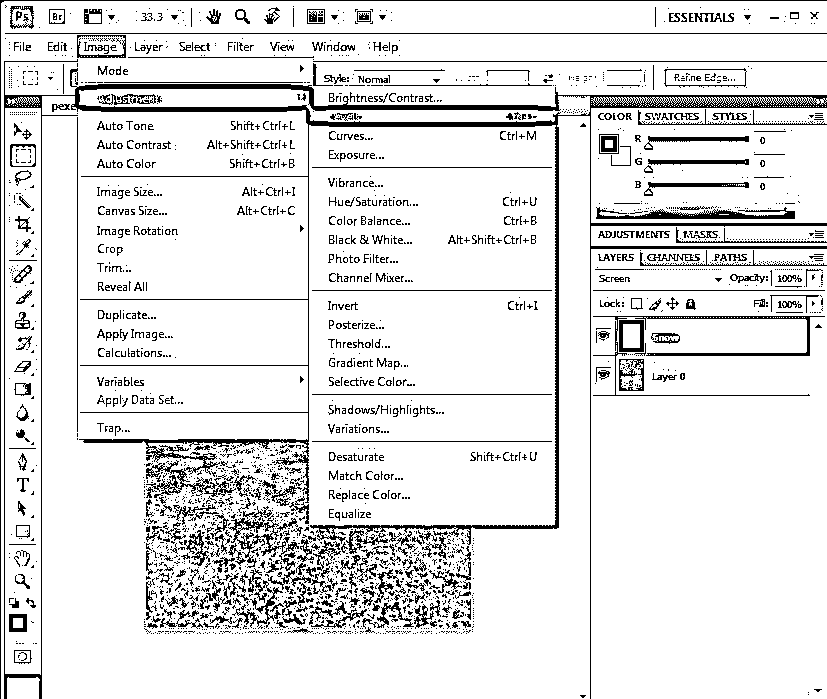 Ps Br 33.3 ESSENTIALS
File Edit Image Layer Select Filter View Window Help
Style: Normal Refine Edge...
Mode
Adjustments
Auto Tone Shift+Ctrl+L
Auto Contrast Alt+Shift+Ctrl+L
Auto Color Shift+Ctrl+B
Image Size... Alt+Ctrl+I
Canvas Size... Alt+Ctrl+C
Image Rotation
Crop
Trim...
Reveal All
Duplicate...
Apply Image...
Calculations...
Variables
Apply Data Set...
Trap...
Brightness/Contrast...
Curves... Ctrl+M
Exposure...
Vibrance...
Hue/Saturation... Ctrl+U
Color Balance... Ctrl+B
Black & White... Alt+Shift+Ctrl+B
Photo Filter...
Channel Mixer...
Invert Ctrl+I
Posterize...
Threshold...
Gradient Map...
Selective Color...
Shadows/Highlights...
Variations...
Desaturate Shift+Ctrl+U
Match Color...
Replace Color...
Equalize
pexe
COLOR SWATCHES STYLES
R 0
G 0
B 0
ADJUSTMENTS MASKS
LAYERS CHANNELS PATHS
Screen Opacity: 100%
Lock: Fill: 100%
Snow
Layer 0